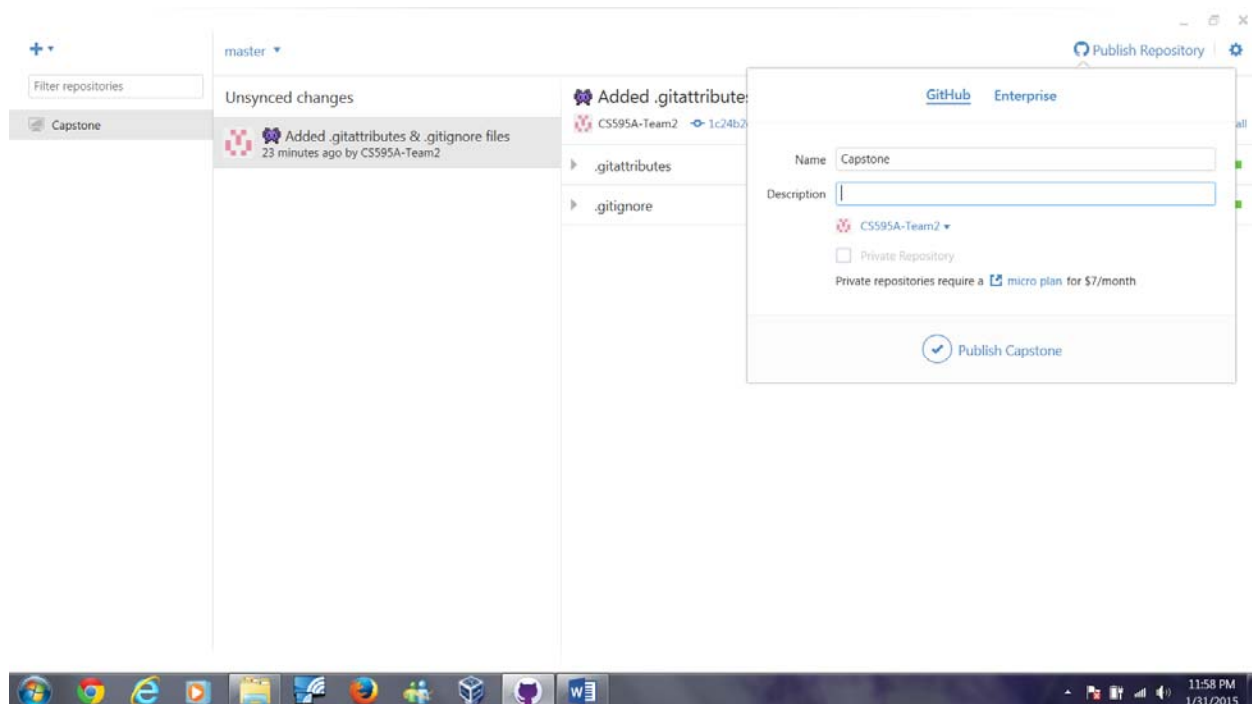 master
Publish Repository
Filter repositories
Capstone
Unsynced changes
Added .gitattributes & .gitignore files
23 minutes ago by CS595A-Team2
Added .gitattributes
CS595A-Team2 1c24b2
.gitattributes
.gitignore
all
GitHub Enterprise
Name Capstone
Description
CS595A-Team2
Private Repository
Private repositories require a micro plan for $7/month
Publish Capstone
11:58 PM
1/31/2015